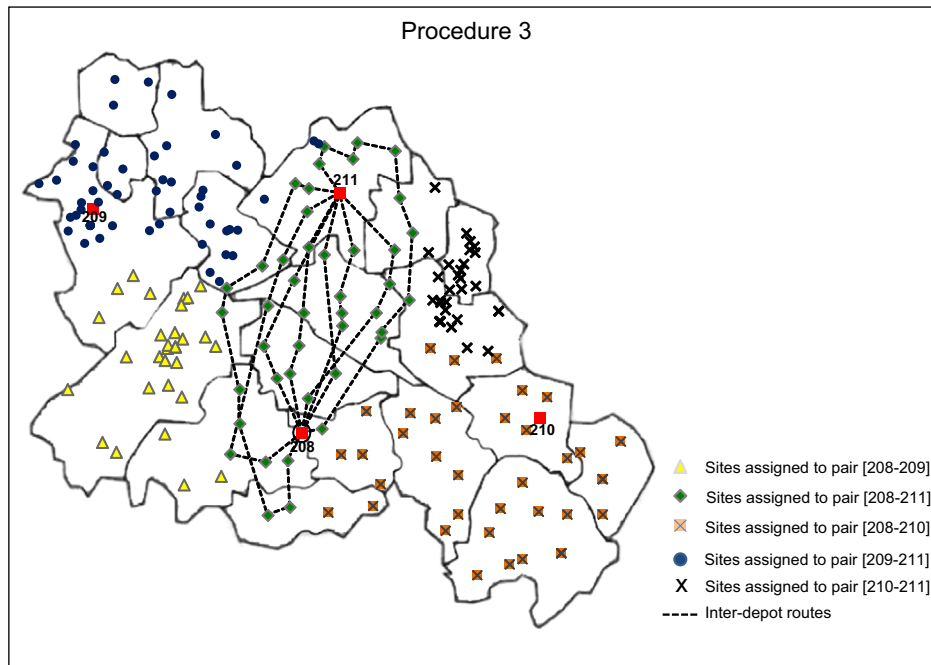 Procedure 3
211
209
208
210
Sites assigned to pair [208-209]
Sites assigned to pair [208-211]
Sites assigned to pair [208-210]
Sites assigned to pair [209-211]
Sites assigned to pair [210-211]
Inter-depot routes